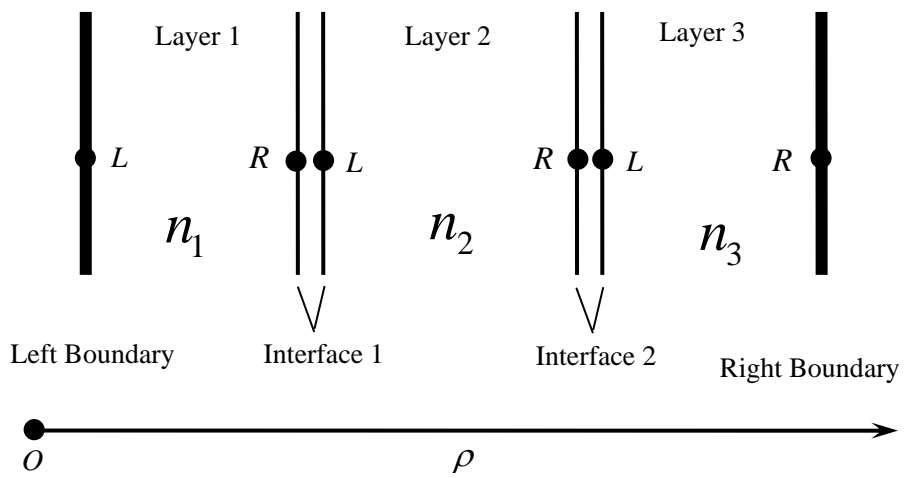 Layer 1 Layer 2 Layer 3
L R L R L R
n₁ n₂ n₃
Left Boundary Interface 1 Interface 2 Right Boundary
O ρ